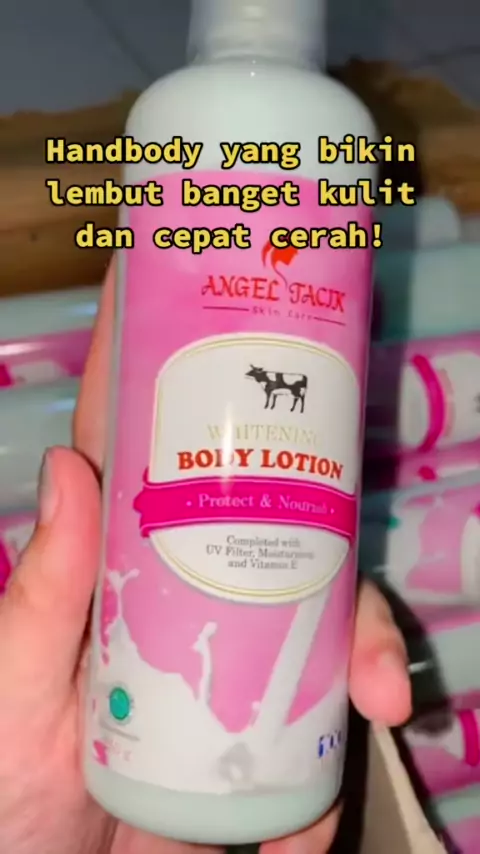 Handbody yang bikin
lembut banget kulit
dan cepat cerah!
ANGEL TACIK
Skin Care
WHITENING
BODY LOTION
Protect & Nourish
Completed with
UV Filter, Moisturizer
and Vitamin E